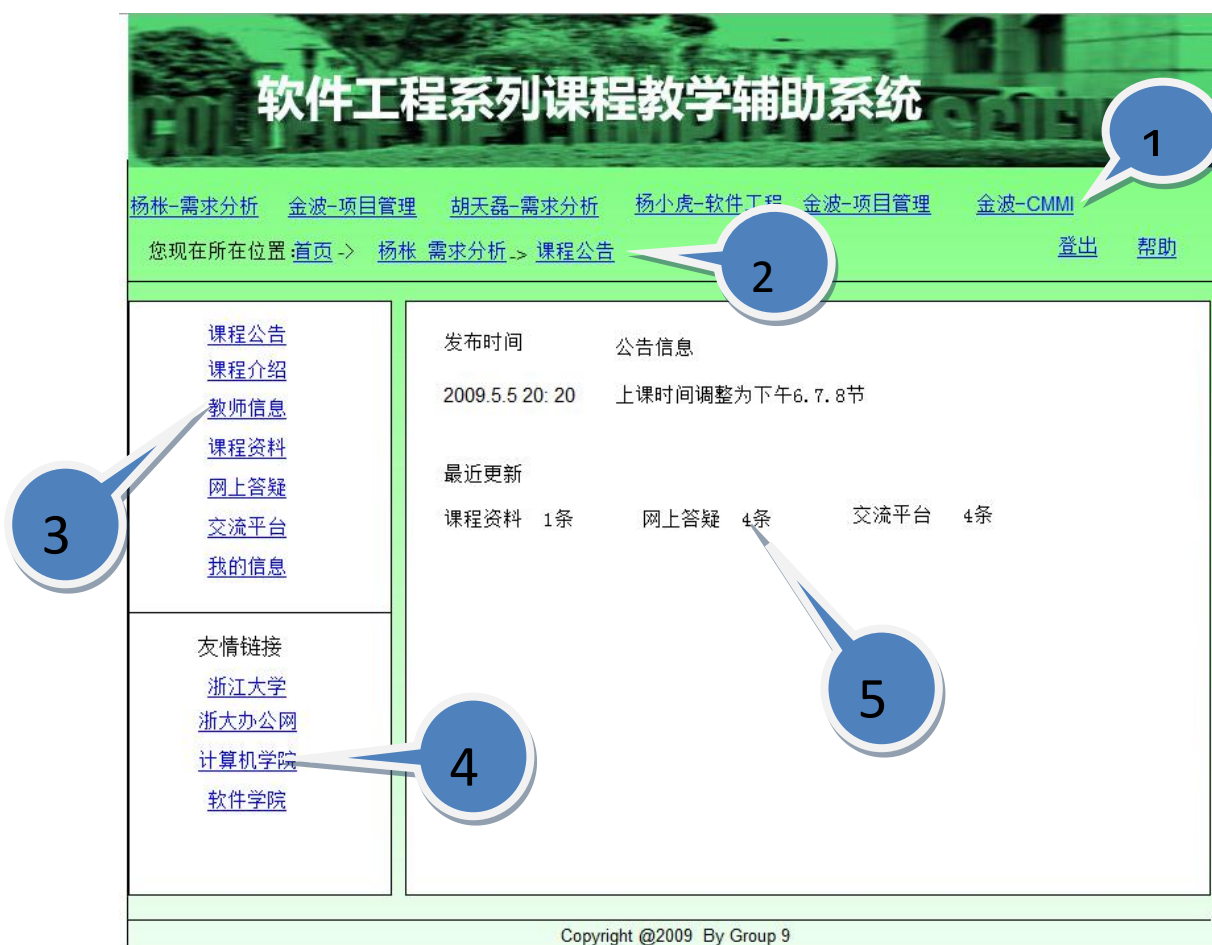 软件工程系列课程教学辅助系统
COLLEGE OF COMPUTER SCIEN
1
杨枨-需求分析 金波-项目管理 胡天磊-需求分析 杨小虎-软件工程 金波-项目管理 金波-CMMI
您现在所在位置:首页-> 杨枨 需求分析-> 课程公告 登出 帮助
2
课程公告
课程介绍
教师信息
课程资料
网上答疑
交流平台
我的信息
3
友情链接
浙江大学
浙大办公网
计算机学院
软件学院
4
发布时间 公告信息
2009.5.5 20: 20 上课时间调整为下午6.7.8节
最近更新
课程资料 1条 网上答疑 4条 交流平台 4条
5
Copyright @2009 By Group 9